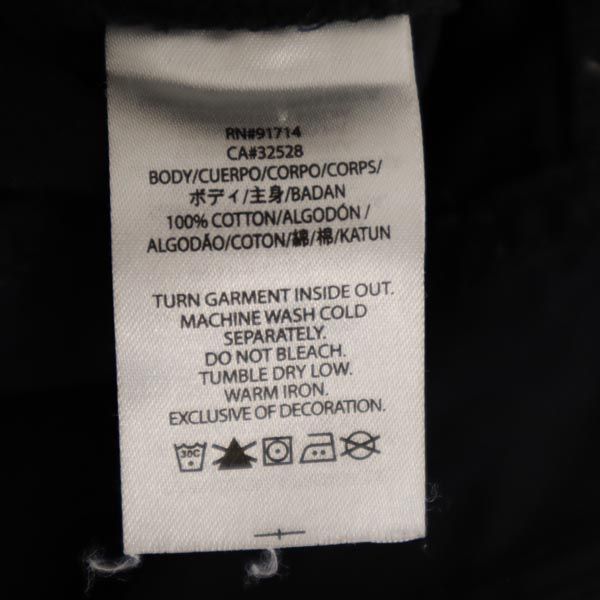 RN#91714
CA#32528
BODY/CUERPO/CORPO/CORPS/
ボディ/主身/BADAN
100% COTTON/ALGODÓN/
ALGODÃO/COTON/綿/棉/KATUN
TURN GARMENT INSIDE OUT.
MACHINE WASH COLD
SEPARATELY.
DO NOT BLEACH.
TUMBLE DRY LOW.
WARM IRON.
EXCLUSIVE OF DECORATION.
30C